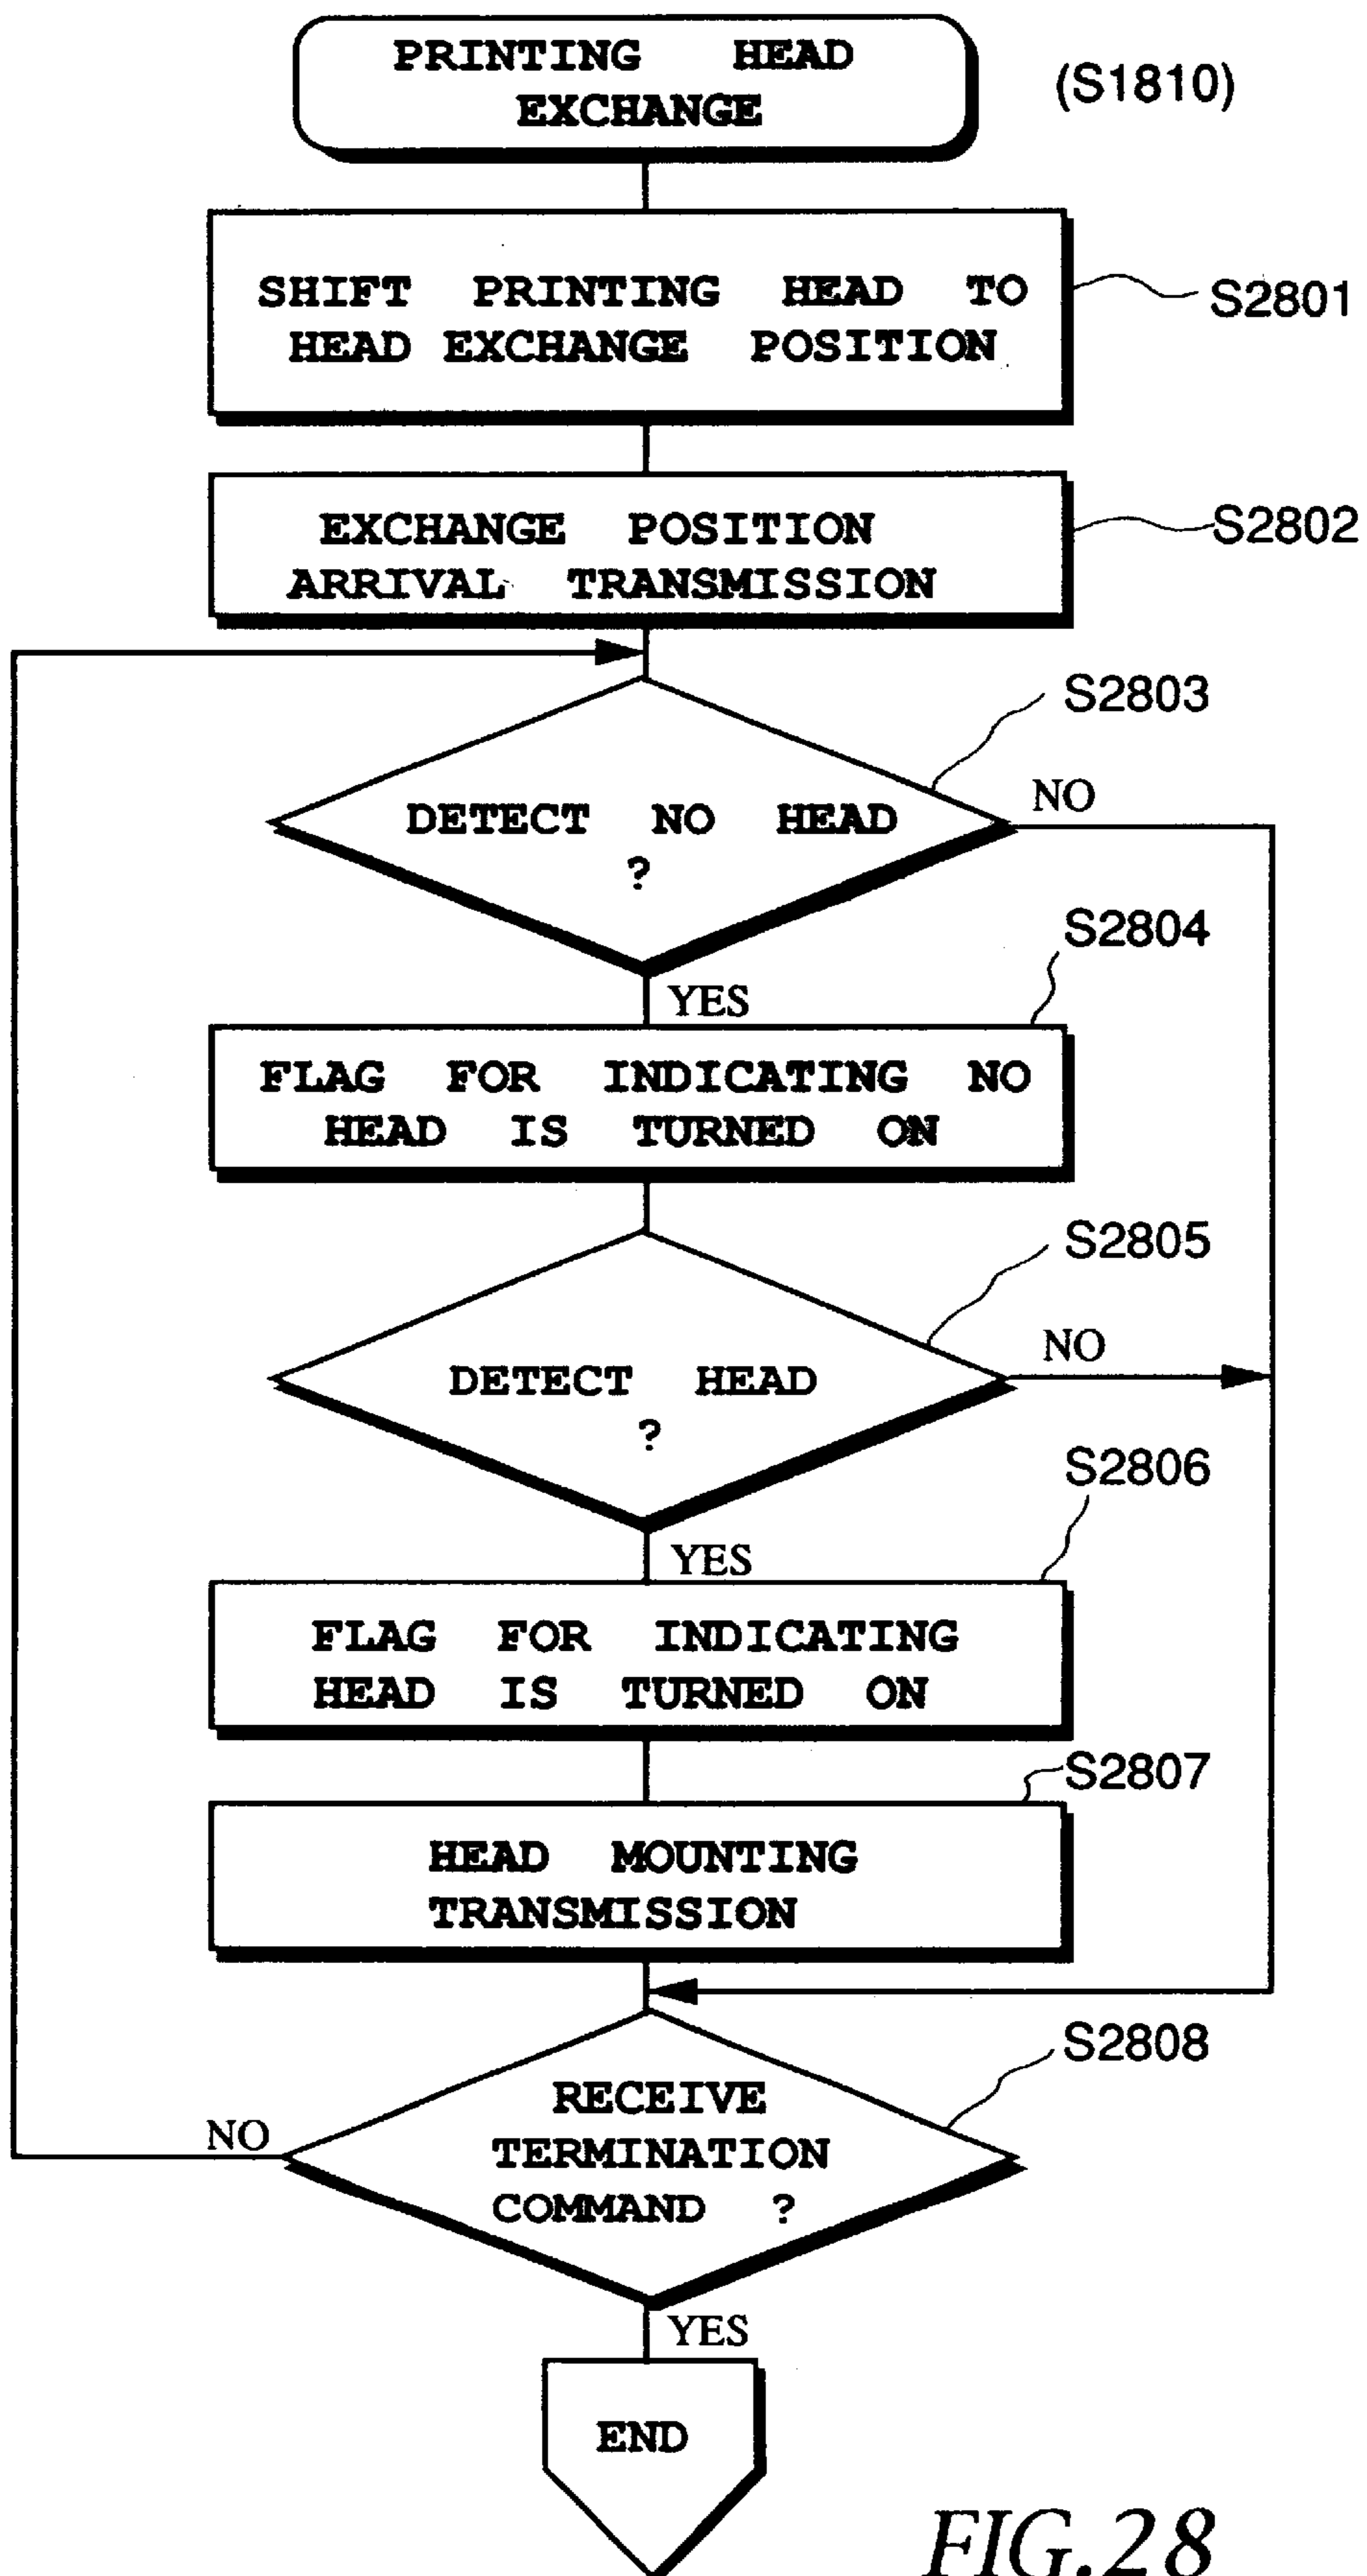 PRINTING HEAD
EXCHANGE
(S1810)
SHIFT PRINTING HEAD TO
HEAD EXCHANGE POSITION
S2801
EXCHANGE POSITION
ARRIVAL TRANSMISSION
S2802
S2803
DETECT NO HEAD
?
NO
YES
S2804
FLAG FOR INDICATING NO
HEAD IS TURNED ON
S2805
DETECT HEAD
?
NO
YES
S2806
FLAG FOR INDICATING
HEAD IS TURNED ON
S2807
HEAD MOUNTING
TRANSMISSION
S2808
RECEIVE
TERMINATION
COMMAND ?
NO
YES
END
FIG.28